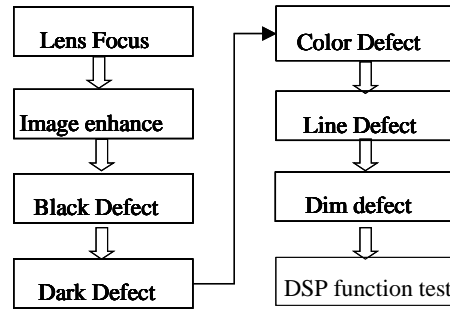 Lens Focus
Image enhance
Black Defect
Dark Defect
Color Defect
Line Defect
Dim defect
DSP function test